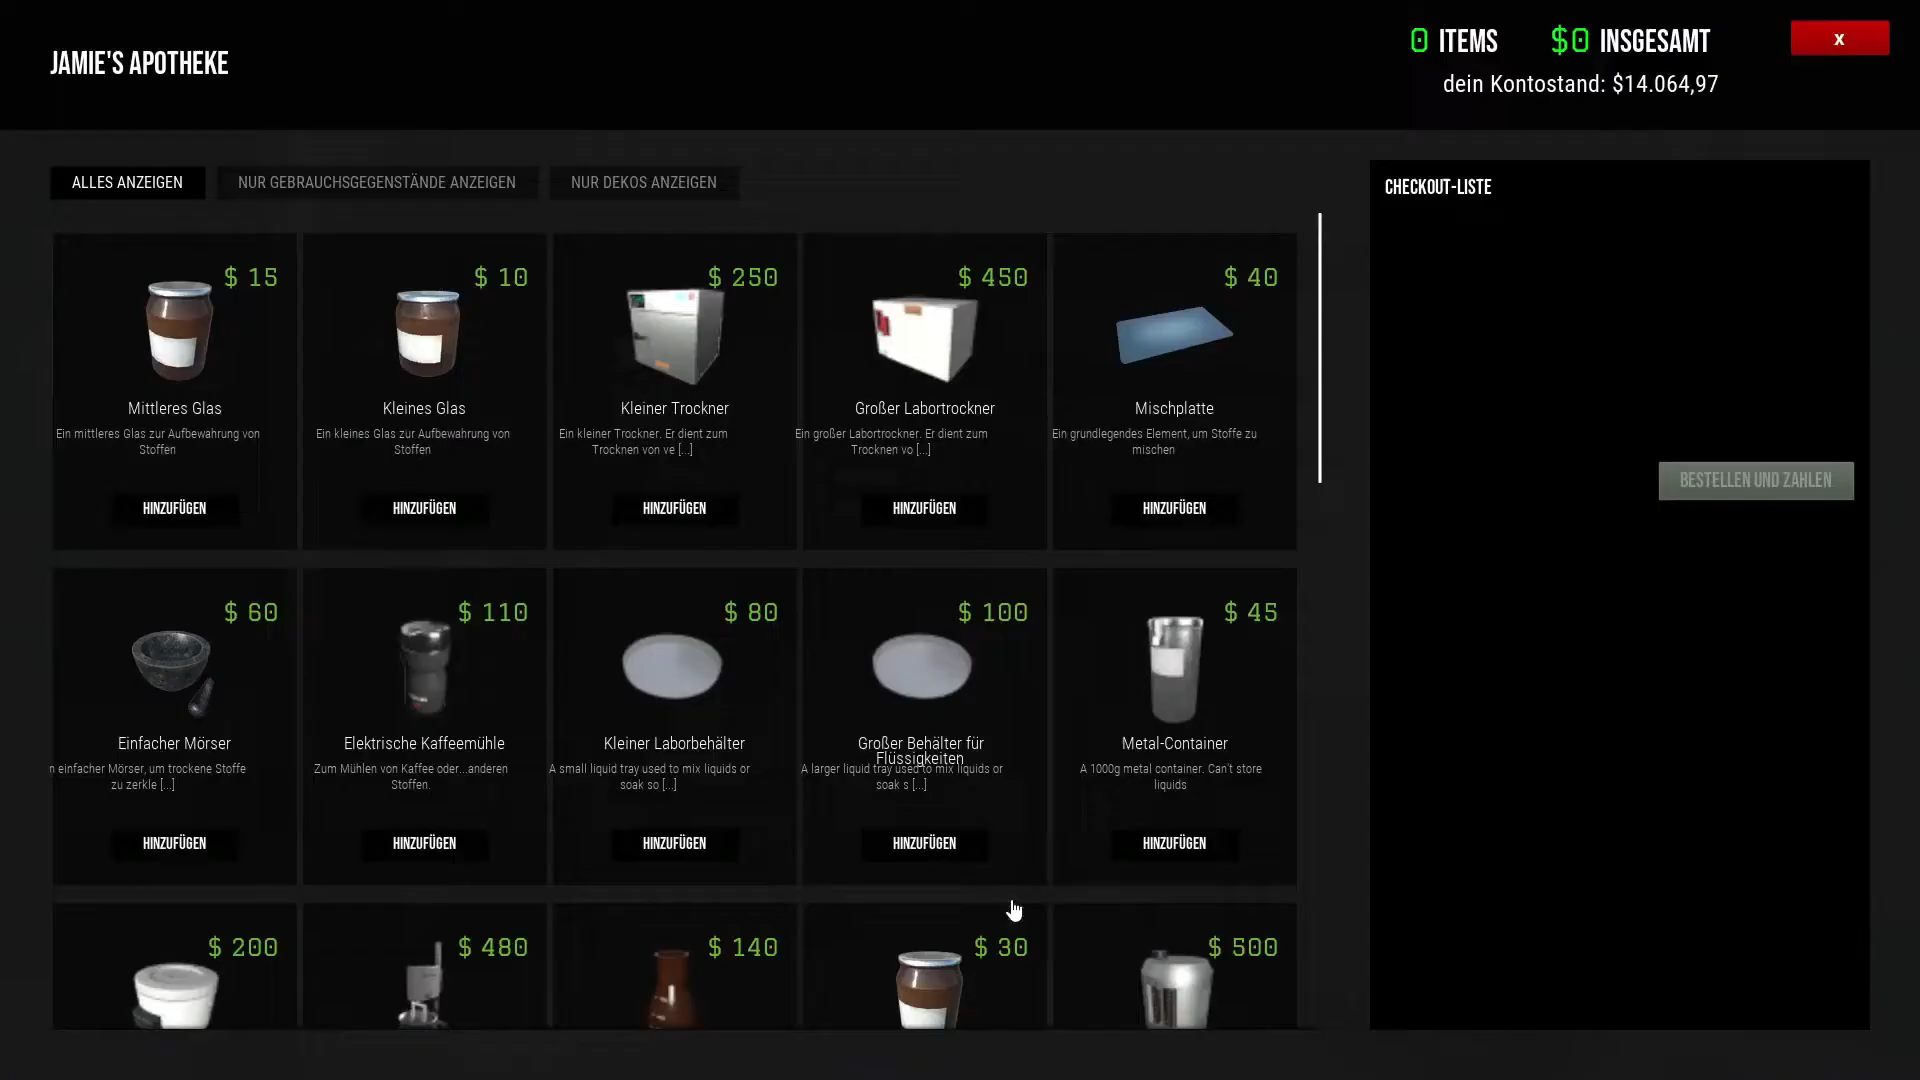 JAMIE'S APOTHEKE
0 ITEMS $0 INSGESAMT
x
dein Kontostand: $14.064,97
ALLES ANZEIGEN NUR GEBRAUCHSGEGENSTÄNDE ANZEIGEN NUR DEKOS ANZEIGEN
CHECKOUT-LISTE
$ 15
Mittleres Glas
Ein mittleres Glas zur Aufbewahrung von
Stoffen
HINZUFÜGEN
$ 10
Kleines Glas
Ein kleines Glas zur Aufbewahrung von
Stoffen
HINZUFÜGEN
$ 250
Kleiner Trockner
Ein kleiner Trockner. Er dient zum
Trocknen von ve [...]
HINZUFÜGEN
$ 450
Großer Labortrockner
Ein großer Labortrockner. Er dient zum
Trocknen vo [...]
HINZUFÜGEN
$ 40
Mischplatte
Ein grundlegendes Element, um Stoffe zu
mischen
HINZUFÜGEN
BESTELLEN UND ZAHLEN
$ 60
Einfacher Mörser
n einfacher Mörser, um trockene Stoffe
zu zerkle [...]
HINZUFÜGEN
$ 110
Elektrische Kaffeemühle
Zum Mühlen von Kaffee oder...anderen
Stoffen.
HINZUFÜGEN
$ 80
Kleiner Laborbehälter
A small liquid tray used to mix liquids or
soak so [...]
HINZUFÜGEN
$ 100
Großer Behälter für
Flüssigkeiten
A larger liquid tray used to mix liquids or
soak s [...]
HINZUFÜGEN
$ 45
Metal-Container
A 1000g metal container. Can't store
liquids
HINZUFÜGEN
$ 200
$ 480
$ 140
$ 30
$ 500